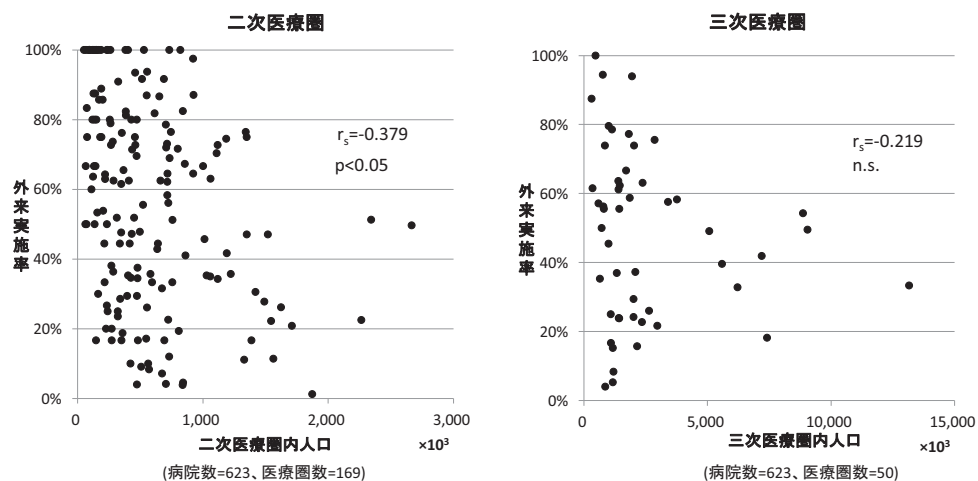 二次医療圏
100%
80%
60%
40%
20%
0%
外来実施率
rs=-0.379
p<0.05
0
1,000
2,000
3,000
二次医療圏内人口
×10³
(病院数=623、医療圏数=169)
三次医療圏
100%
80%
60%
40%
20%
0%
外来実施率
rs=-0.219
n.s.
0
5,000
10,000
15,000
三次医療圏内人口
×10³
(病院数=623、医療圏数=50)